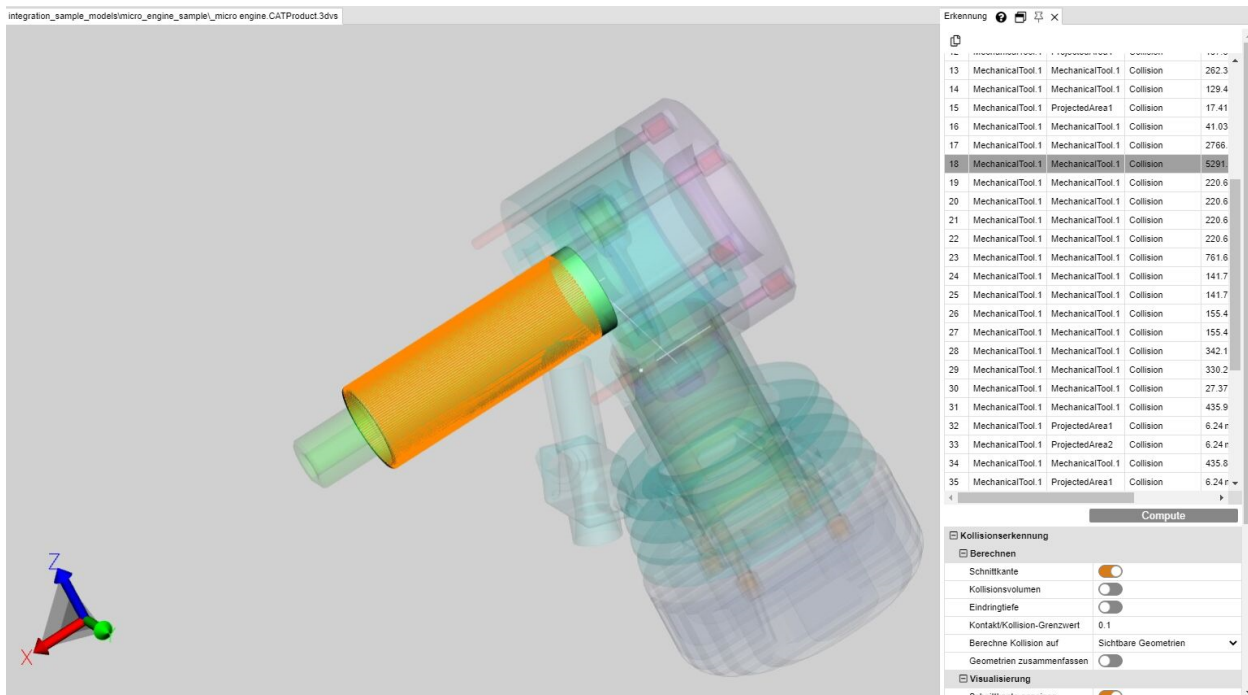 integration_sample_models\micro_engine_sample\_micro engine.CATProduct.3dvs
Erkennung
13 MechanicalTool.1 MechanicalTool.1 Collision 262.3
14 MechanicalTool.1 MechanicalTool.1 Collision 129.4
15 MechanicalTool.1 ProjectedArea1 Collision 17.41
16 MechanicalTool.1 MechanicalTool.1 Collision 41.03
17 MechanicalTool.1 MechanicalTool.1 Collision 2766.
18 MechanicalTool.1 MechanicalTool.1 Collision 5291.
19 MechanicalTool.1 MechanicalTool.1 Collision 220.6
20 MechanicalTool.1 MechanicalTool.1 Collision 220.6
21 MechanicalTool.1 MechanicalTool.1 Collision 220.6
22 MechanicalTool.1 MechanicalTool.1 Collision 220.6
23 MechanicalTool.1 MechanicalTool.1 Collision 761.6
24 MechanicalTool.1 MechanicalTool.1 Collision 141.7
25 MechanicalTool.1 MechanicalTool.1 Collision 141.7
26 MechanicalTool.1 MechanicalTool.1 Collision 155.4
27 MechanicalTool.1 MechanicalTool.1 Collision 155.4
28 MechanicalTool.1 MechanicalTool.1 Collision 342.1
29 MechanicalTool.1 MechanicalTool.1 Collision 330.2
30 MechanicalTool.1 MechanicalTool.1 Collision 27.37
31 MechanicalTool.1 MechanicalTool.1 Collision 435.9
32 MechanicalTool.1 ProjectedArea1 Collision 6.24 r
33 MechanicalTool.1 ProjectedArea2 Collision 6.24 r
34 MechanicalTool.1 MechanicalTool.1 Collision 435.8
35 MechanicalTool.1 ProjectedArea1 Collision 6.24 r
Compute
Kollisionserkennung
Berechnen
Schnittkante
Kollisionsvolumen
Eindringtiefe
Kontakt/Kollision-Grenzwert 0.1
Berechne Kollision auf Sichtbare Geometrien
Geometrien zusammenfassen
Visualisierung
Z
X